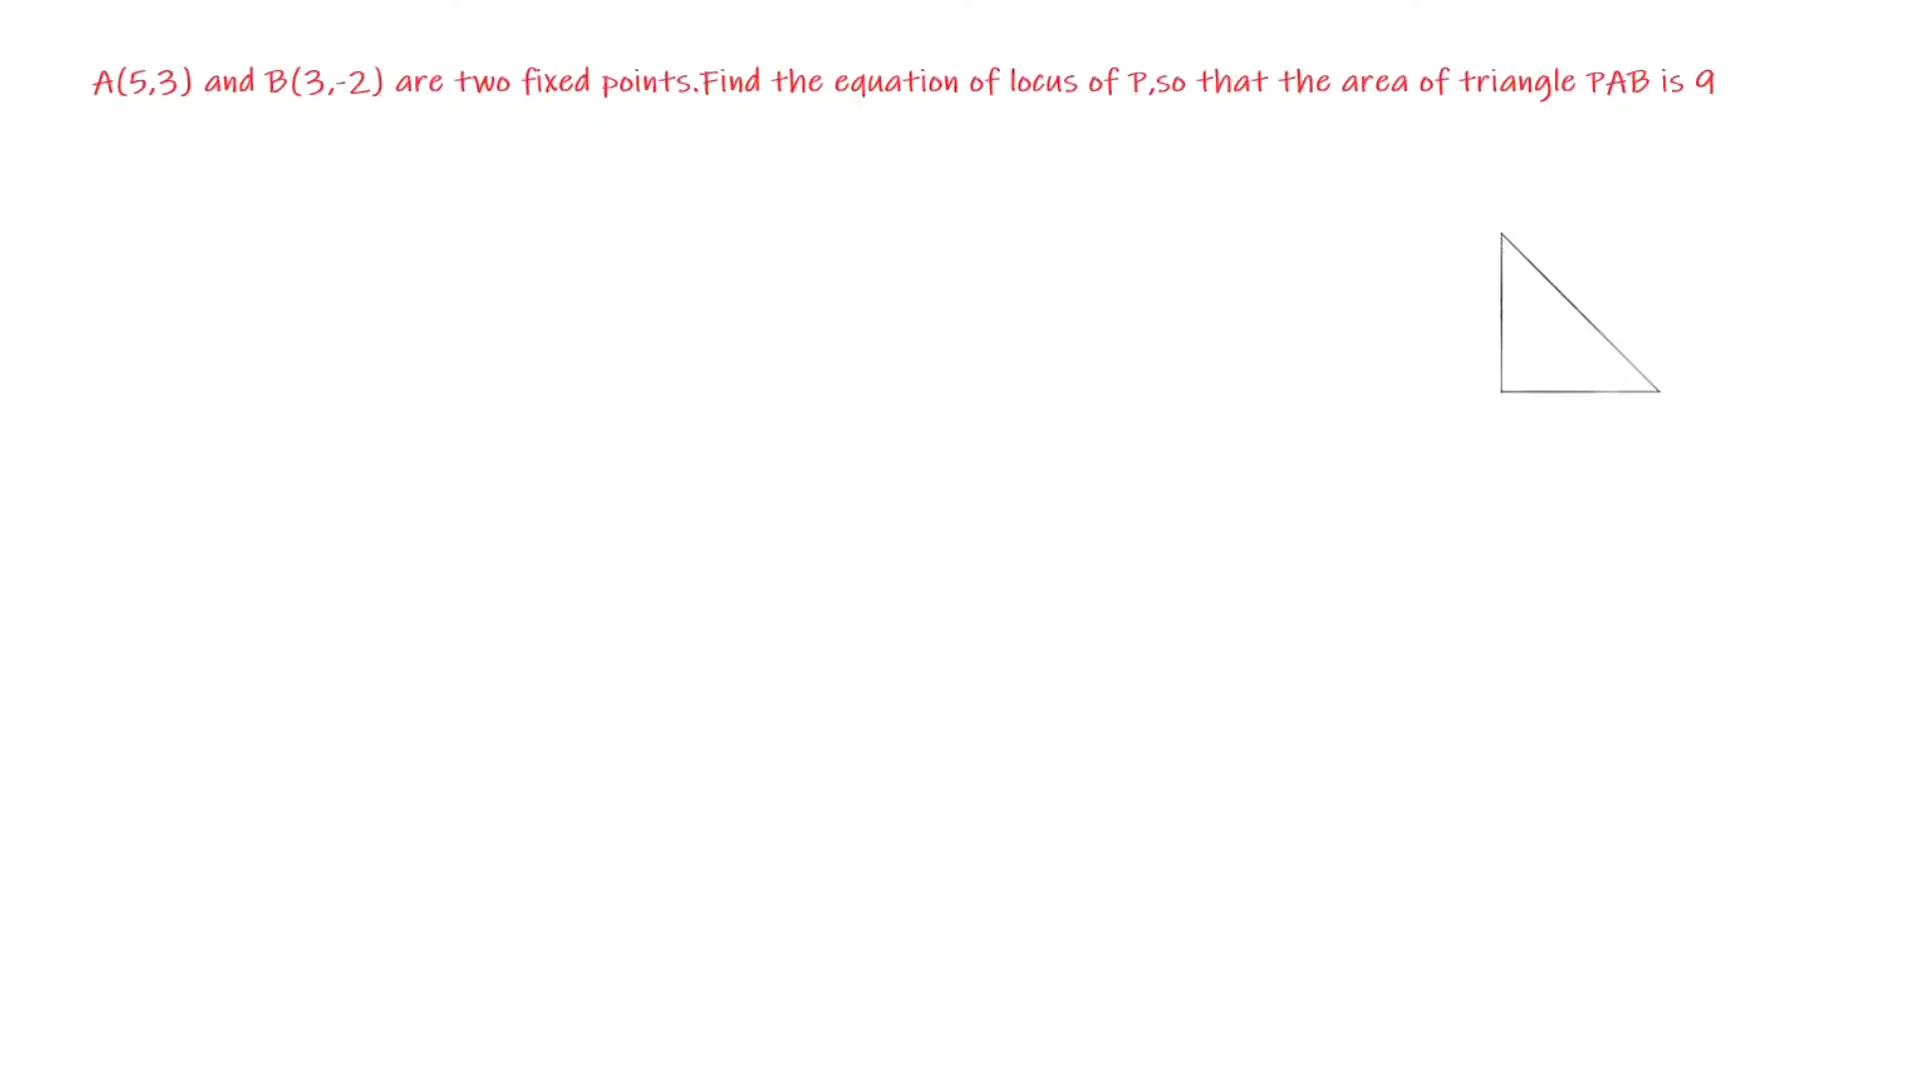 A(5,3) and B(3,-2) are two fixed points.Find the equation of locus of P,so that the area of triangle PAB is 9